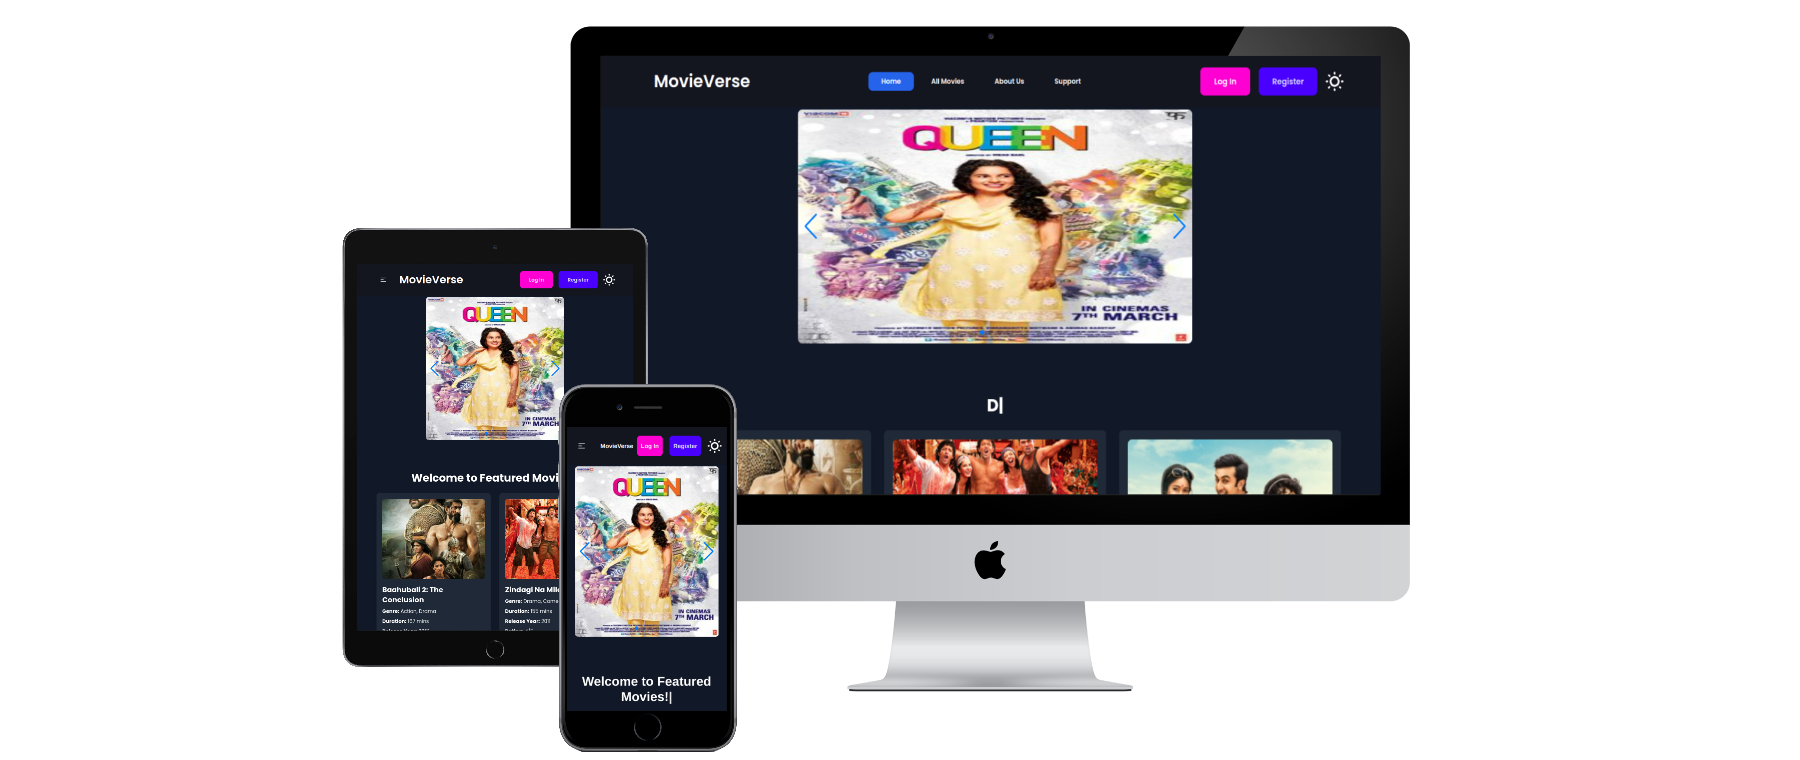 MovieVerse
Home
All Movies
About Us
Support
Log In
Register
QUEEN
IN CINEMAS
7TH MARCH
D|
MovieVerse
Log In
Register
QUEEN
IN CINEMAS
7TH MARCH
Welcome to Featured Movi
Baahubali 2: The
Conclusion
Genre: Action, Drama
Duration: 167 mins
Zindagi Na Mil
Genre: Drama, Come
Duration: 155 mins
Release Year: 2011
MovieVerse
Log In
Register
QUEEN
IN CINEMAS
7TH MARCH
Welcome to Featured
Movies!|